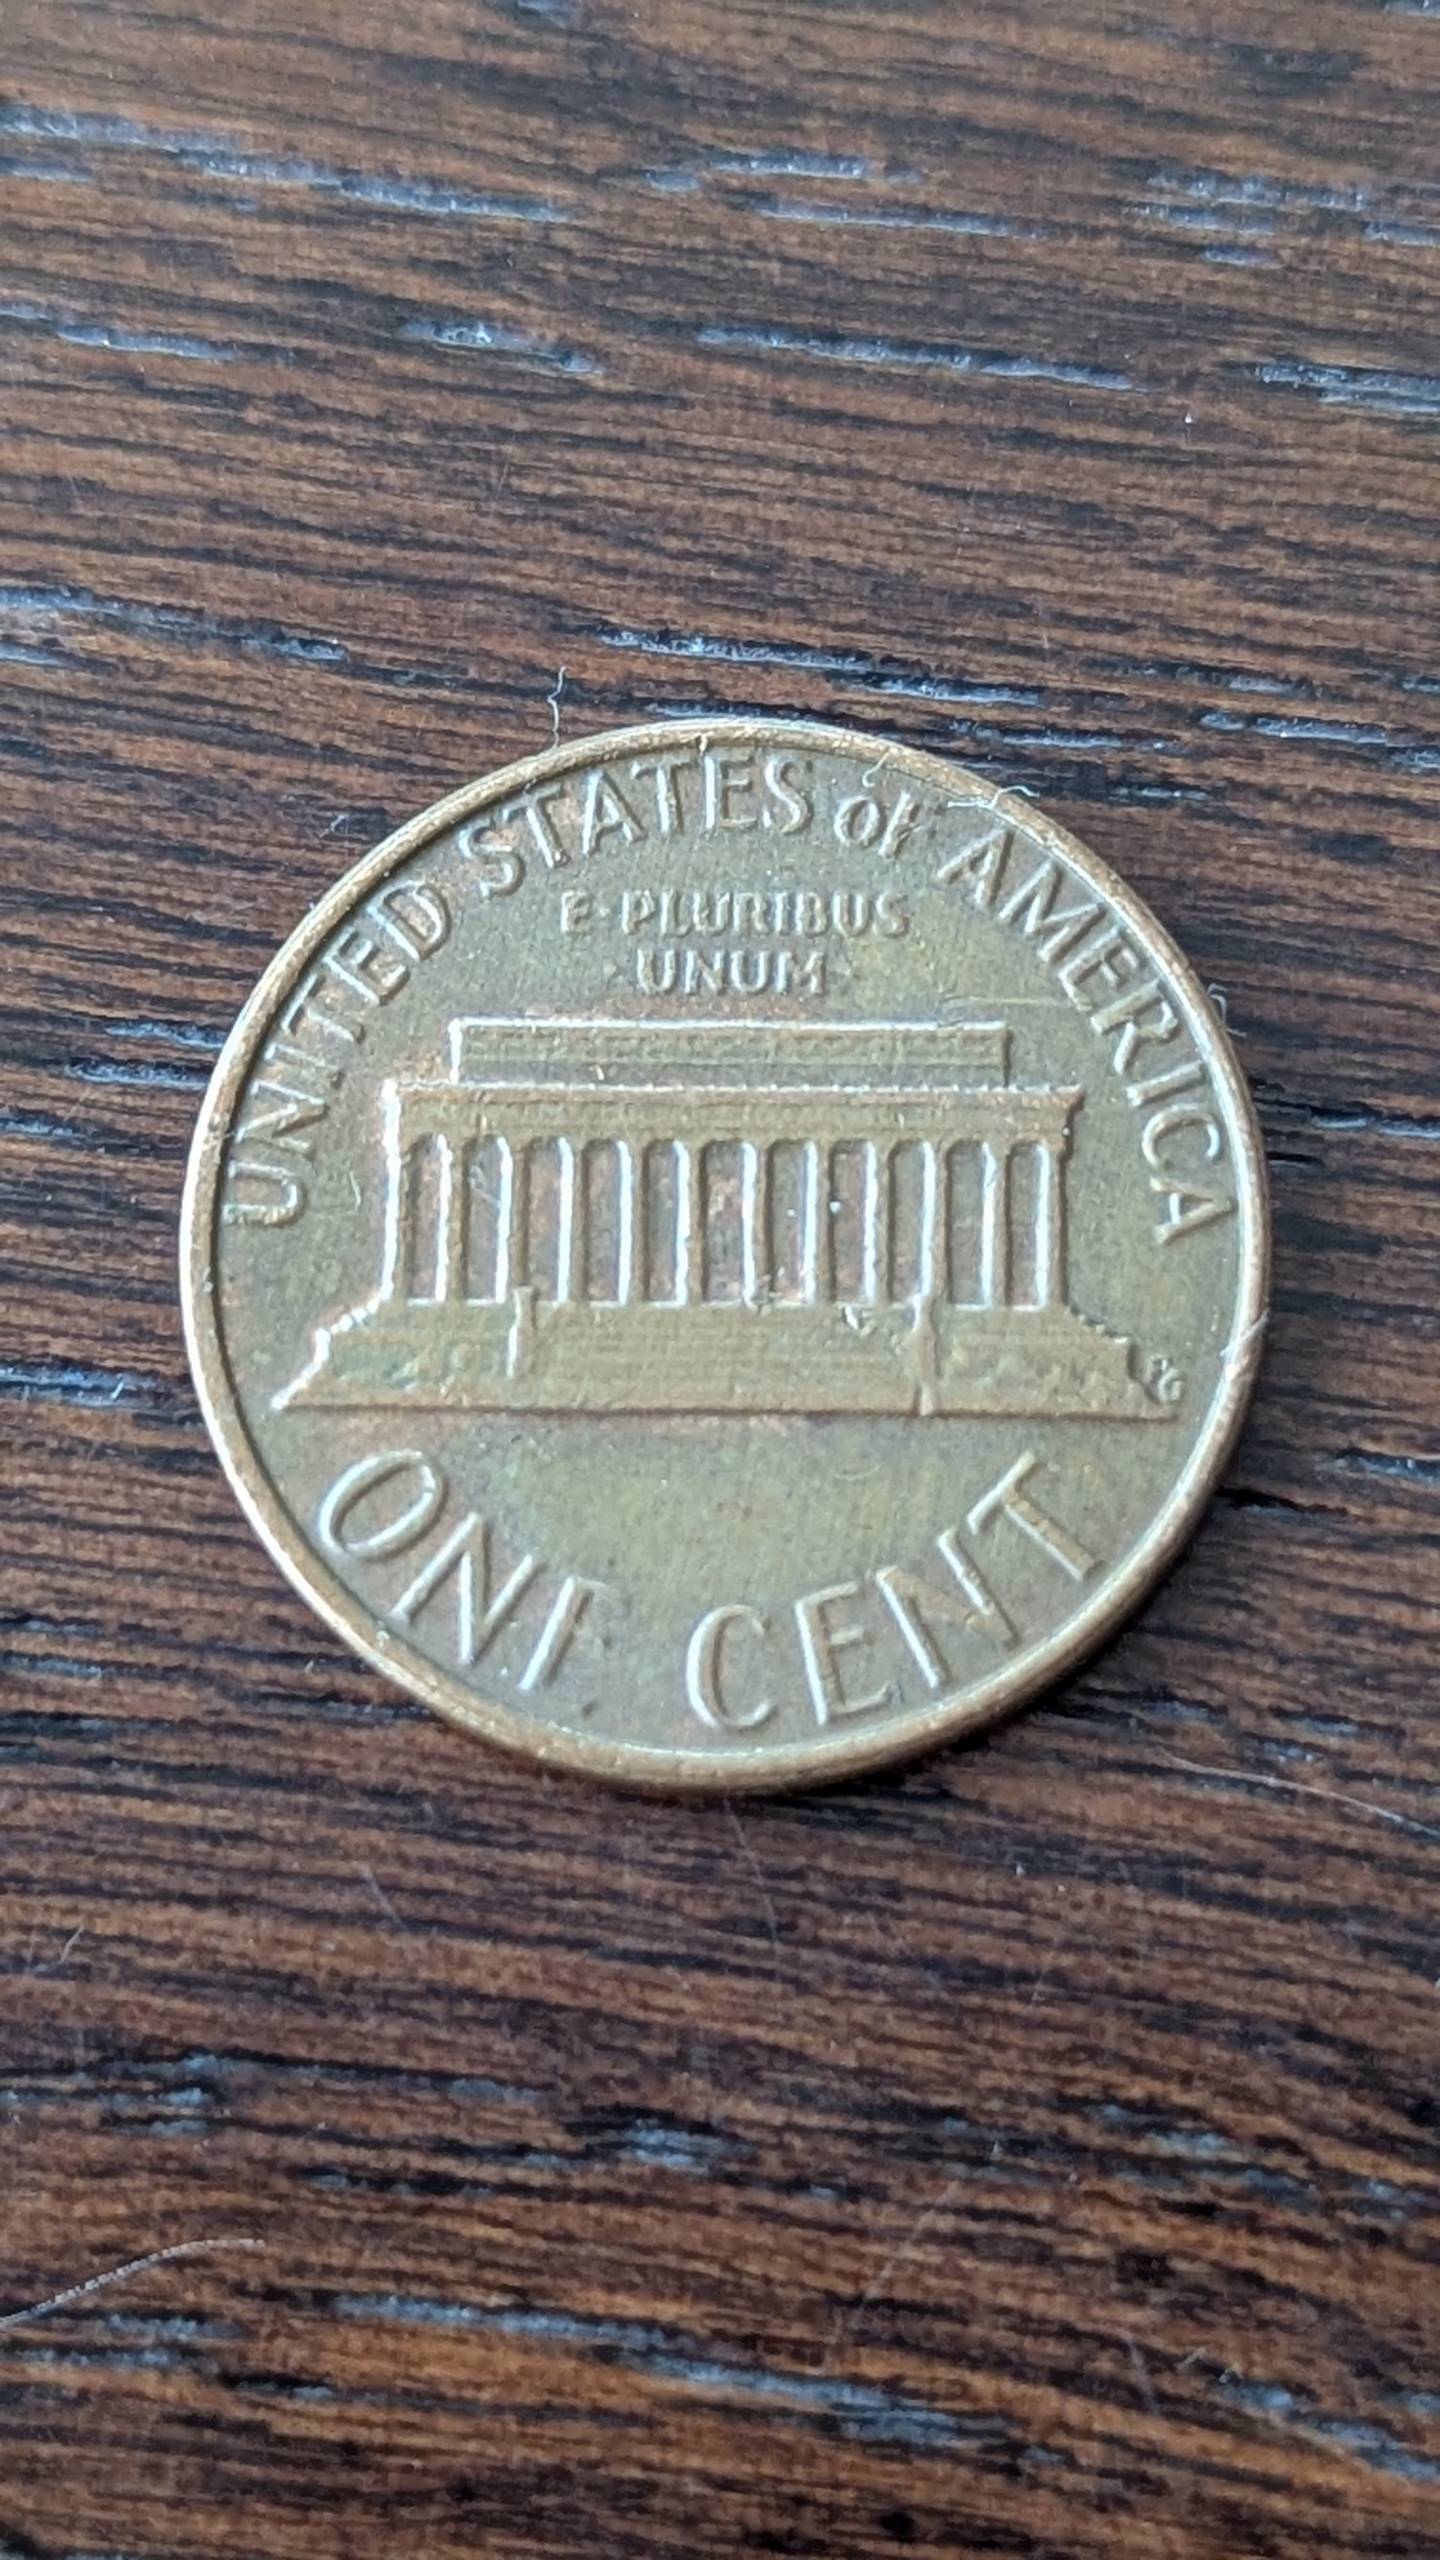 UNITED STATES of AMERICA
E·PLURIBUS
UNUM
ONE CENT